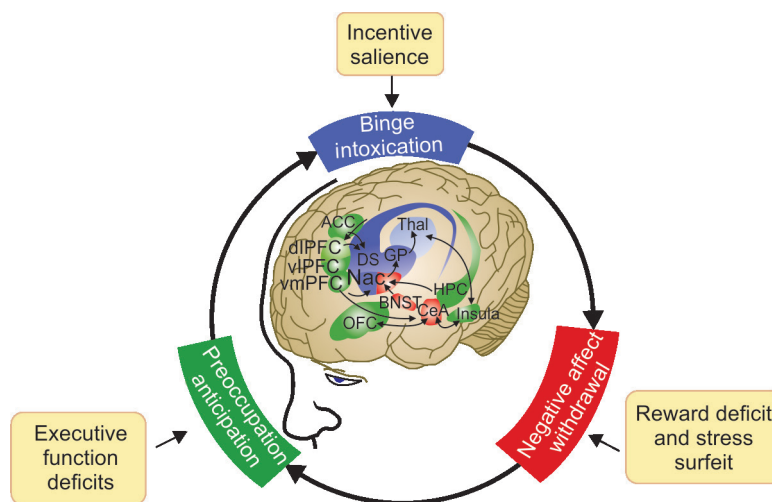 Incentive
salience
Binge
intoxication
ACC
Thal
dlPFC
DS
GP
vlPFC
Nac
vmPFC
HPC
BNST
CeA
Insula
OFC
Preoccupation
anticipation
Negative affect
withdrawal
Executive
function
deficits
Reward deficit
and stress
surfeit